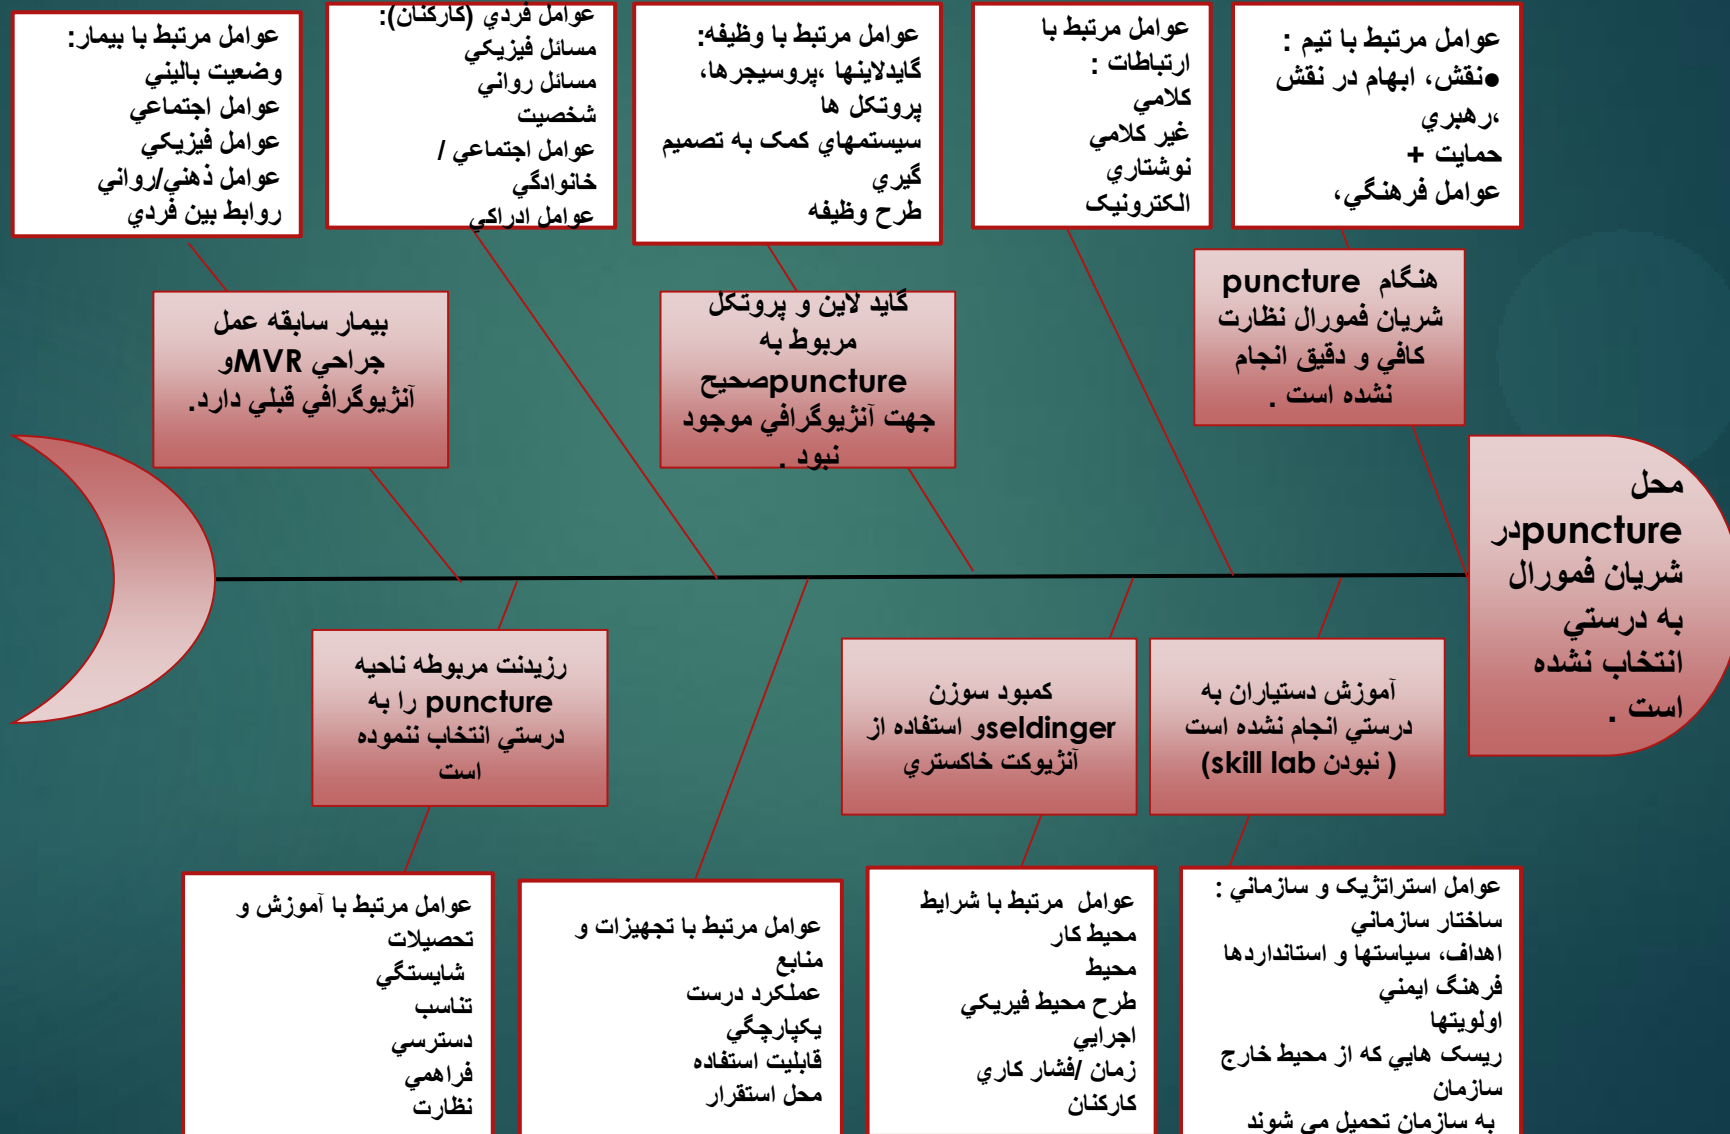 عوامل مرتبط با تيم :
●نقش، ابهام در نقش
،رهبري
حمايت +
عوامل فرهنگي،
عوامل مرتبط با
ارتباطات :
كلامي
غير كلامي
نوشتاري
الكترونيک
عوامل مرتبط با وظيفه:
گايدلاينها ،پروسيجرها،
پروتكل ها
سيستمهاي كمک به تصميم
گيري
طرح وظيفه
عوامل فردي (كاركنان):
مسائل فيزيكي
مسائل رواني
شخصيت
عوامل اجتماعي /
خانوادگي
عوامل ادراكي
عوامل مرتبط با بيمار:
وضعيت باليني
عوامل اجتماعي
عوامل فيزيكي
عوامل ذهني/رواني
روابط بين فردي
هنگام puncture
شريان فمورال نظارت
كافي و دقيق انجام
نشده است .
گايد لاين و پروتكل
مربوط به
punctureصحيح
جهت آنژيوگرافي موجود
نبود .
بيمار سابقه عمل
جراحي MVRو
آنژيوگرافي قبلي دارد.
محل
punctureدر
شريان فمورال
به درستي
انتخاب نشده
است .
آموزش دستياران به
درستي انجام نشده است
( نبودن skill lab)
كمبود سوزن
seldingerو استفاده از
آنژيوكت خاكستري
رزيدنت مربوطه ناحيه
puncture را به
درستي انتخاب ننموده
است
عوامل استراتژيک و سازماني :
ساختار سازماني
اهداف، سياستها و استانداردها
فرهنگ ايمني
اولويتها
ريسک هايي كه از محيط خارج
سازمان
به سازمان تحميل مي شوند
عوامل مرتبط با شرايط
محيط كار
محيط
طرح محيط فيريكي
اجرايي
زمان /فشار كاري
كاركنان
عوامل مرتبط با تجهيزات و
منابع
عملكرد درست
يكپارچگي
قابليت استفاده
محل استقرار
عوامل مرتبط با آموزش و
تحصيلات
شايستگي
تناسب
دسترسي
فراهمي
نظارت